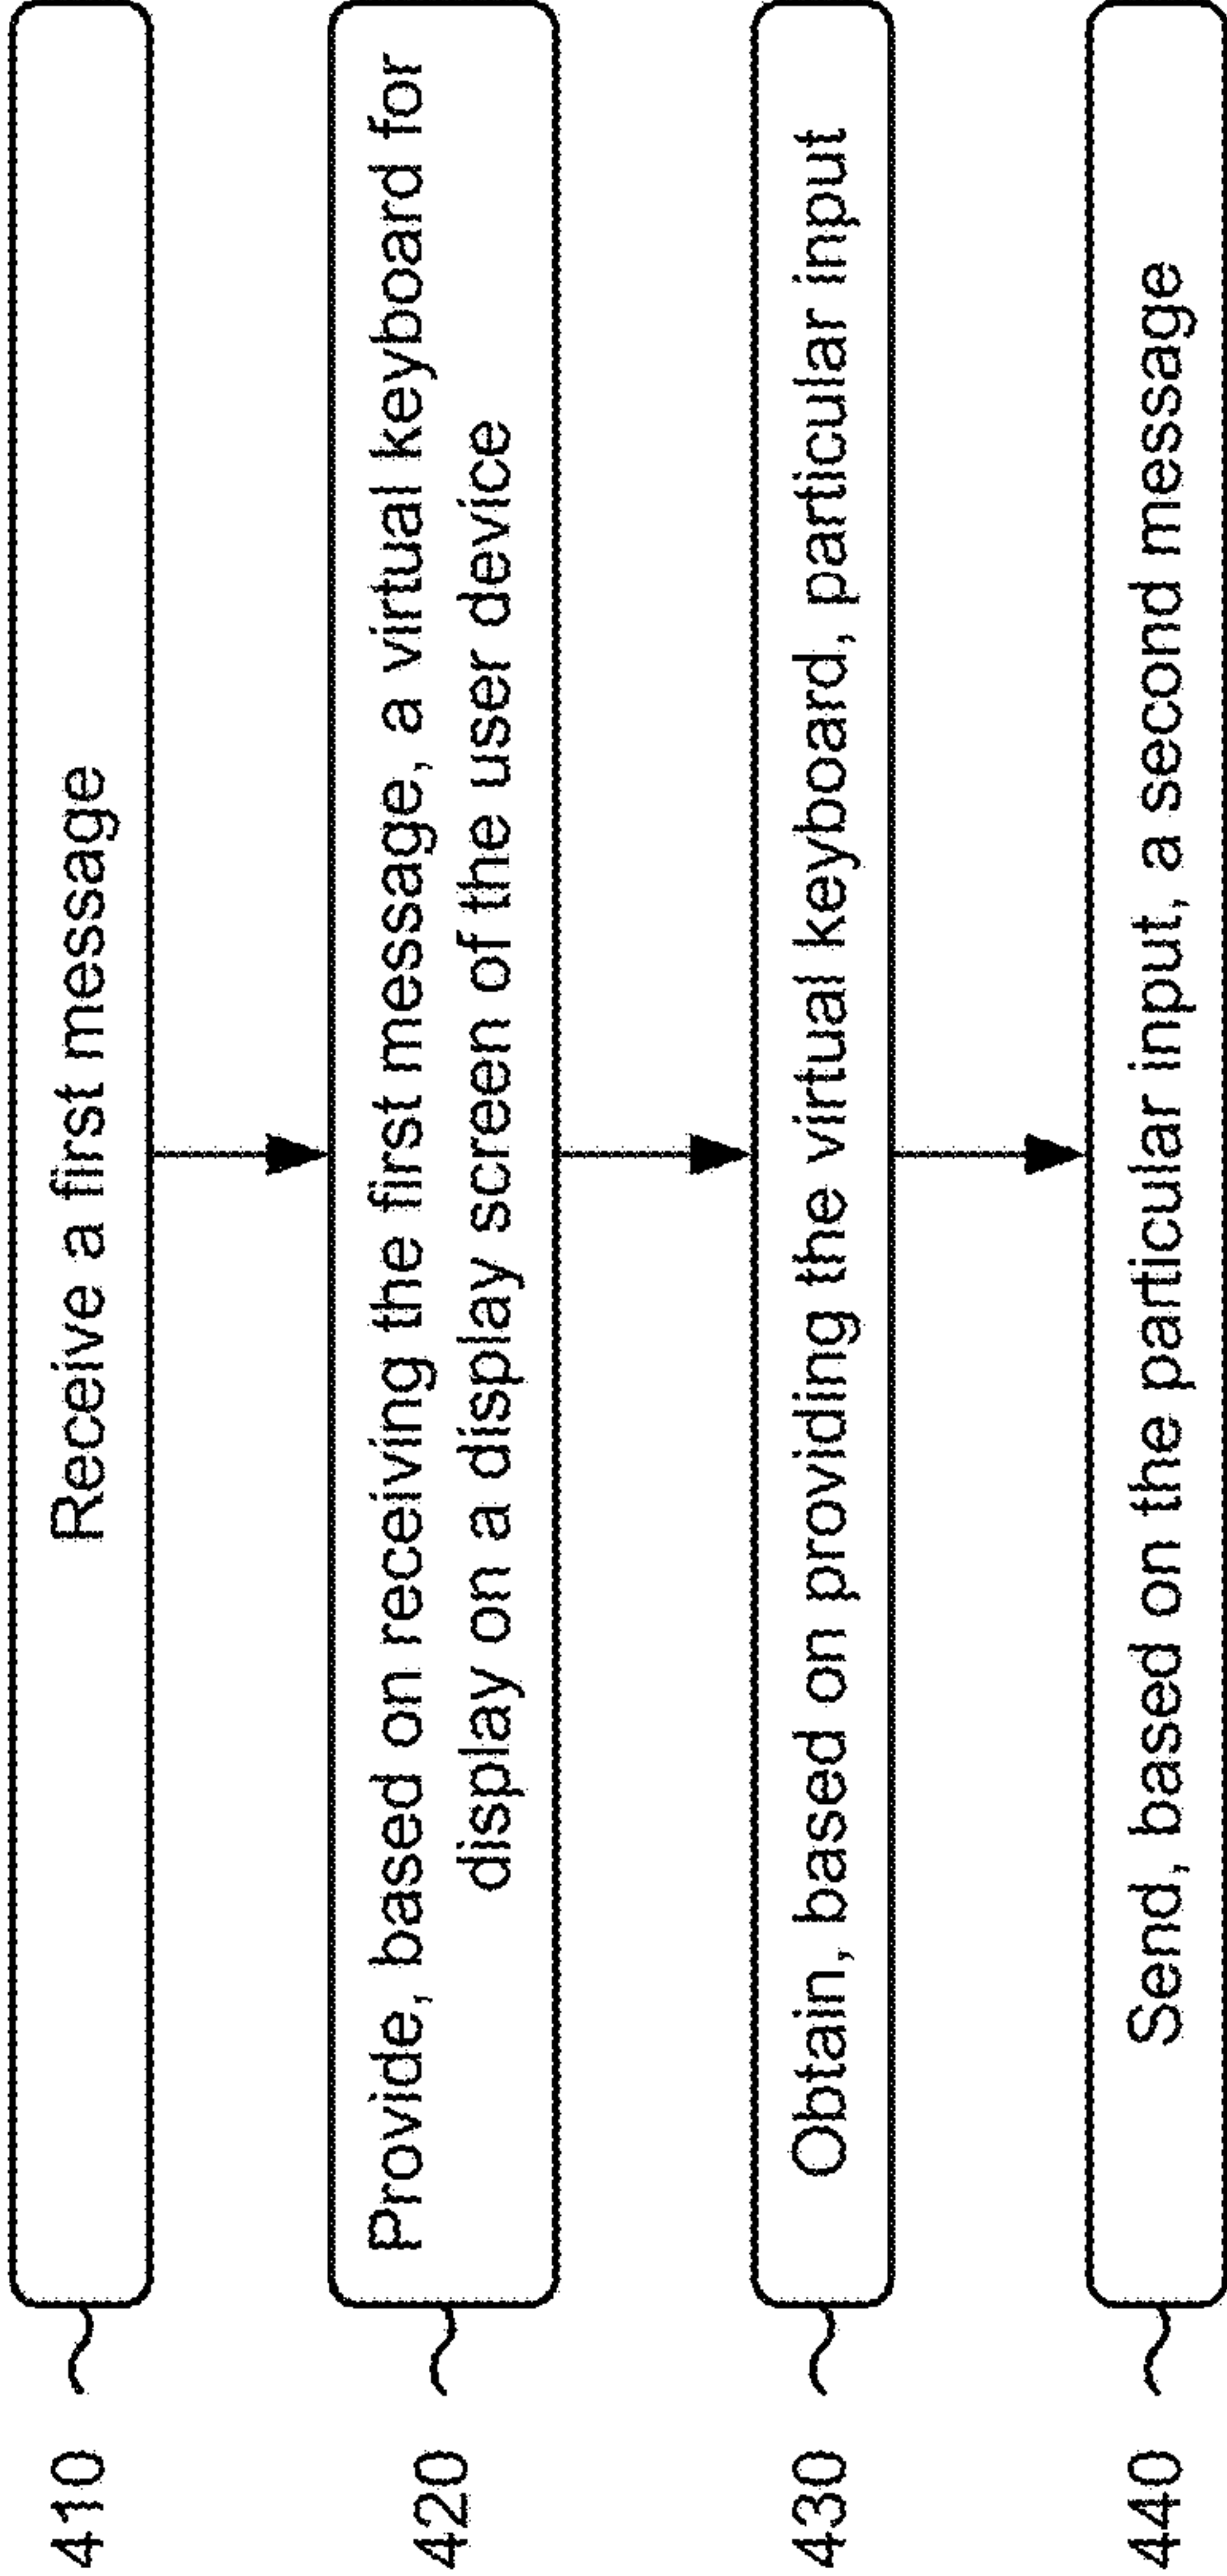 410
Receive a first message
420
Provide, based on receiving the first message, a virtual keyboard for
display on a display screen of the user device
430
Obtain, based on providing the virtual keyboard, particular input
440
Send, based on the particular input, a second message